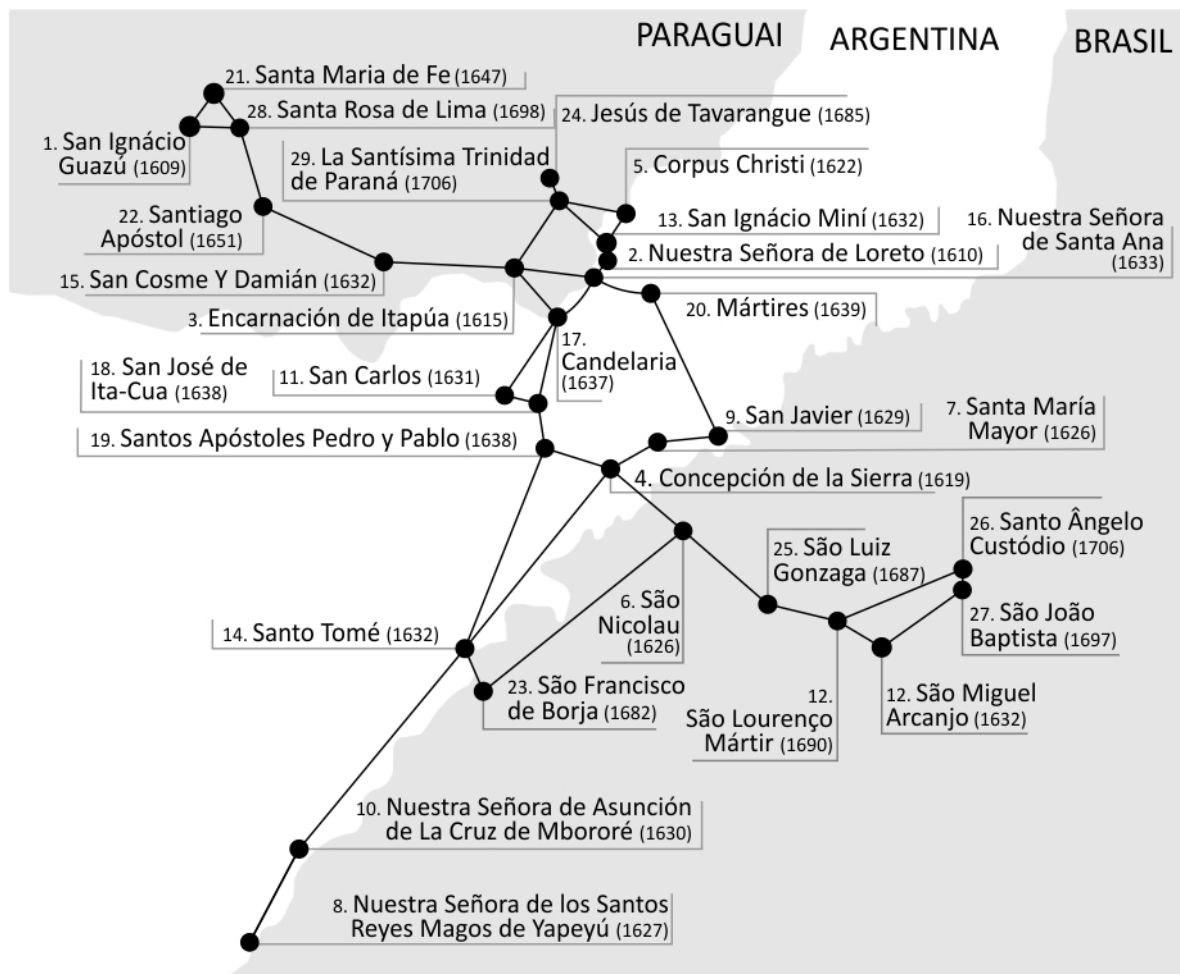 PARAGUAI
ARGENTINA
BRASIL
21. Santa Maria de Fe (1647)
28. Santa Rosa de Lima (1698)
24. Jesús de Tavarangue (1685)
1. San Ignácio
Guazú (1609)
29. La Santísima Trinidad
de Paraná (1706)
5. Corpus Christi (1622)
22. Santiago
Apóstol (1651)
13. San Ignácio Miní (1632)
16. Nuestra Señora
de Santa Ana
(1633)
2. Nuestra Señora de Loreto (1610)
15. San Cosme Y Damián (1632)
20. Mártires (1639)
3. Encarnación de Itapúa (1615)
17.
Candelaria
(1637)
18. San José de
Ita-Cua (1638)
11. San Carlos (1631)
9. San Javier (1629)
7. Santa María
Mayor (1626)
19. Santos Apóstoles Pedro y Pablo (1638)
4. Concepción de la Sierra (1619)
26. Santo Ângelo
Custódio (1706)
25. São Luiz
Gonzaga (1687)
6. São
Nicolau
(1626)
27. São João
Baptista (1697)
14. Santo Tomé (1632)
23. São Francisco
de Borja (1682)
12.
São Lourenço
Mártir (1690)
12. São Miguel
Arcanjo (1632)
10. Nuestra Señora de Asunción
de La Cruz de Mbororé (1630)
8. Nuestra Señora de los Santos
Reyes Magos de Yapeyú (1627)